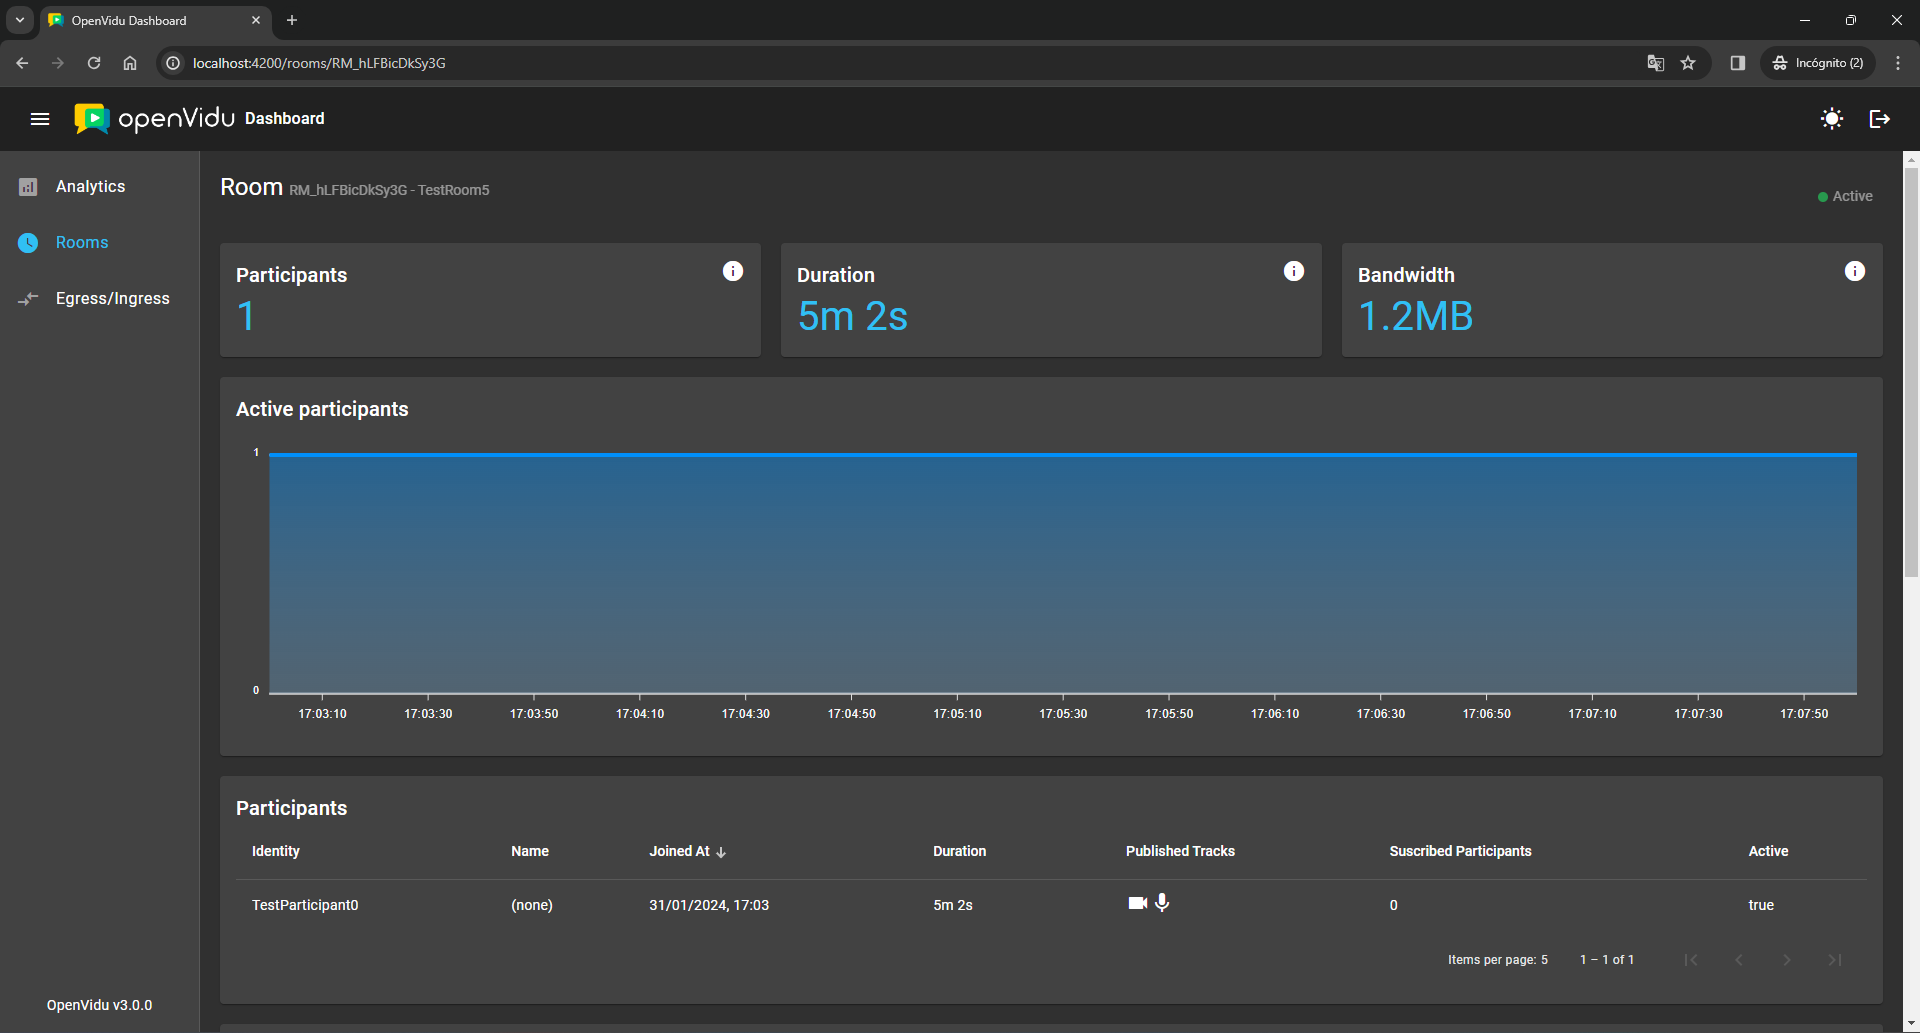 OpenVidu Dashboard
localhost:4200/rooms/RM_hLFBicDkSy3G
Incógnito (2)
openVidu Dashboard
Analytics
Rooms
Egress/Ingress
OpenVidu v3.0.0
Room RM_hLFBicDkSy3G - TestRoom5
Active
Participants
1
Duration
5m 2s
Bandwidth
1.2MB
Active participants
1
0
17:03:10 17:03:30 17:03:50 17:04:10 17:04:30 17:04:50 17:05:10 17:05:30 17:05:50 17:06:10 17:06:30 17:06:50 17:07:10 17:07:30 17:07:50
Participants
Identity Name Joined At Duration Published Tracks Suscribed Participants Active
TestParticipant0 (none) 31/01/2024, 17:03 5m 2s 0 true
Items per page: 5 1 – 1 of 1